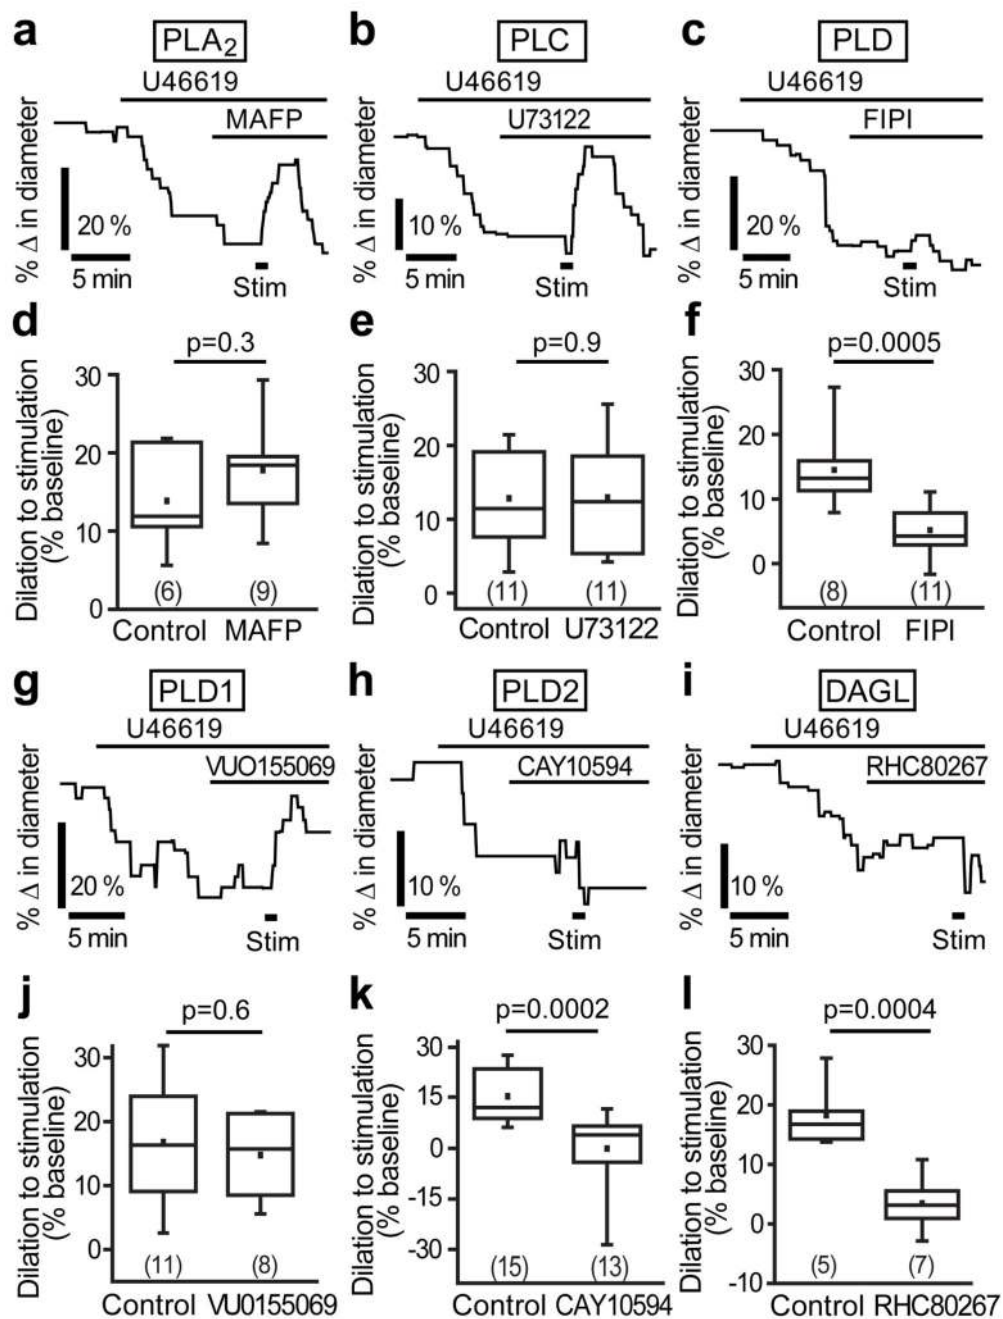 a PLA2 b PLC c PLD
U46619 U46619 U46619
MAFP U73122 FIPI
% Δ in diameter % Δ in diameter % Δ in diameter
20 % 10 % 20 %
5 min Stim 5 min Stim 5 min Stim
d e f
p=0.3 p=0.9 p=0.0005
Dilation to stimulation
(% baseline)
30
20
10
0
(6) (9)
Control MAFP
Dilation to stimulation
(% baseline)
30
20
10
0
(11) (11)
Control U73122
Dilation to stimulation
(% baseline)
30
20
10
0
(8) (11)
Control FIPI
g PLD1 h PLD2 i DAGL
U46619 U46619 U46619
VUO155069 CAY10594 RHC80267
% Δ in diameter % Δ in diameter % Δ in diameter
20 % 10 % 10 %
5 min Stim 5 min Stim 5 min Stim
j k l
p=0.6 p=0.0002 p=0.0004
Dilation to stimulation
(% baseline)
30
20
10
0
(11) (8)
Control VU0155069
Dilation to stimulation
(% baseline)
30
15
0
-15
-30
(15) (13)
Control CAY10594
Dilation to stimulation
(% baseline)
30
20
10
0
-10
(5) (7)
Control RHC80267